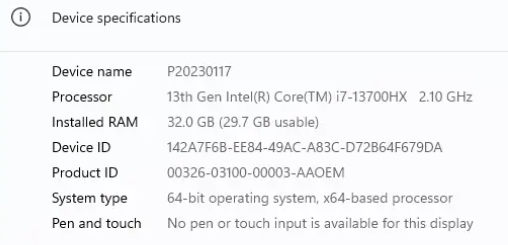 Device specifications
Device name P20230117
Processor 13th Gen Intel(R) Core(TM) i7-13700HX 2.10 GHz
Installed RAM 32.0 GB (29.7 GB usable)
Device ID 142A7F6B-EE84-49AC-A83C-D72B64F679DA
Product ID 00326-03100-00003-AAOEM
System type 64-bit operating system, x64-based processor
Pen and touch No pen or touch input is available for this display